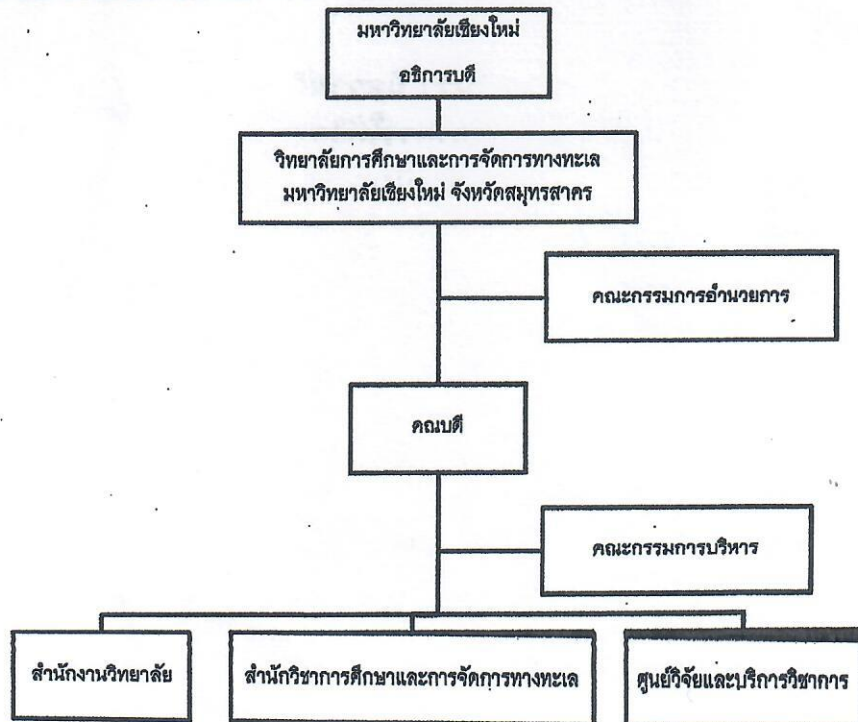 มหาวิทยาลัยเชียงใหม่
อธิการบดี
วิทยาลัยการศึกษาและการจัดการทางทะเล
มหาวิทยาลัยเชียงใหม่ จังหวัดสมุทรสาคร
คณะกรรมการอำนวยการ
คณบดี
คณะกรรมการบริหาร
สำนักงานวิทยาลัย
สำนักวิชาการศึกษาและการจัดการทางทะเล
ศูนย์วิจัยและบริการวิชาการ